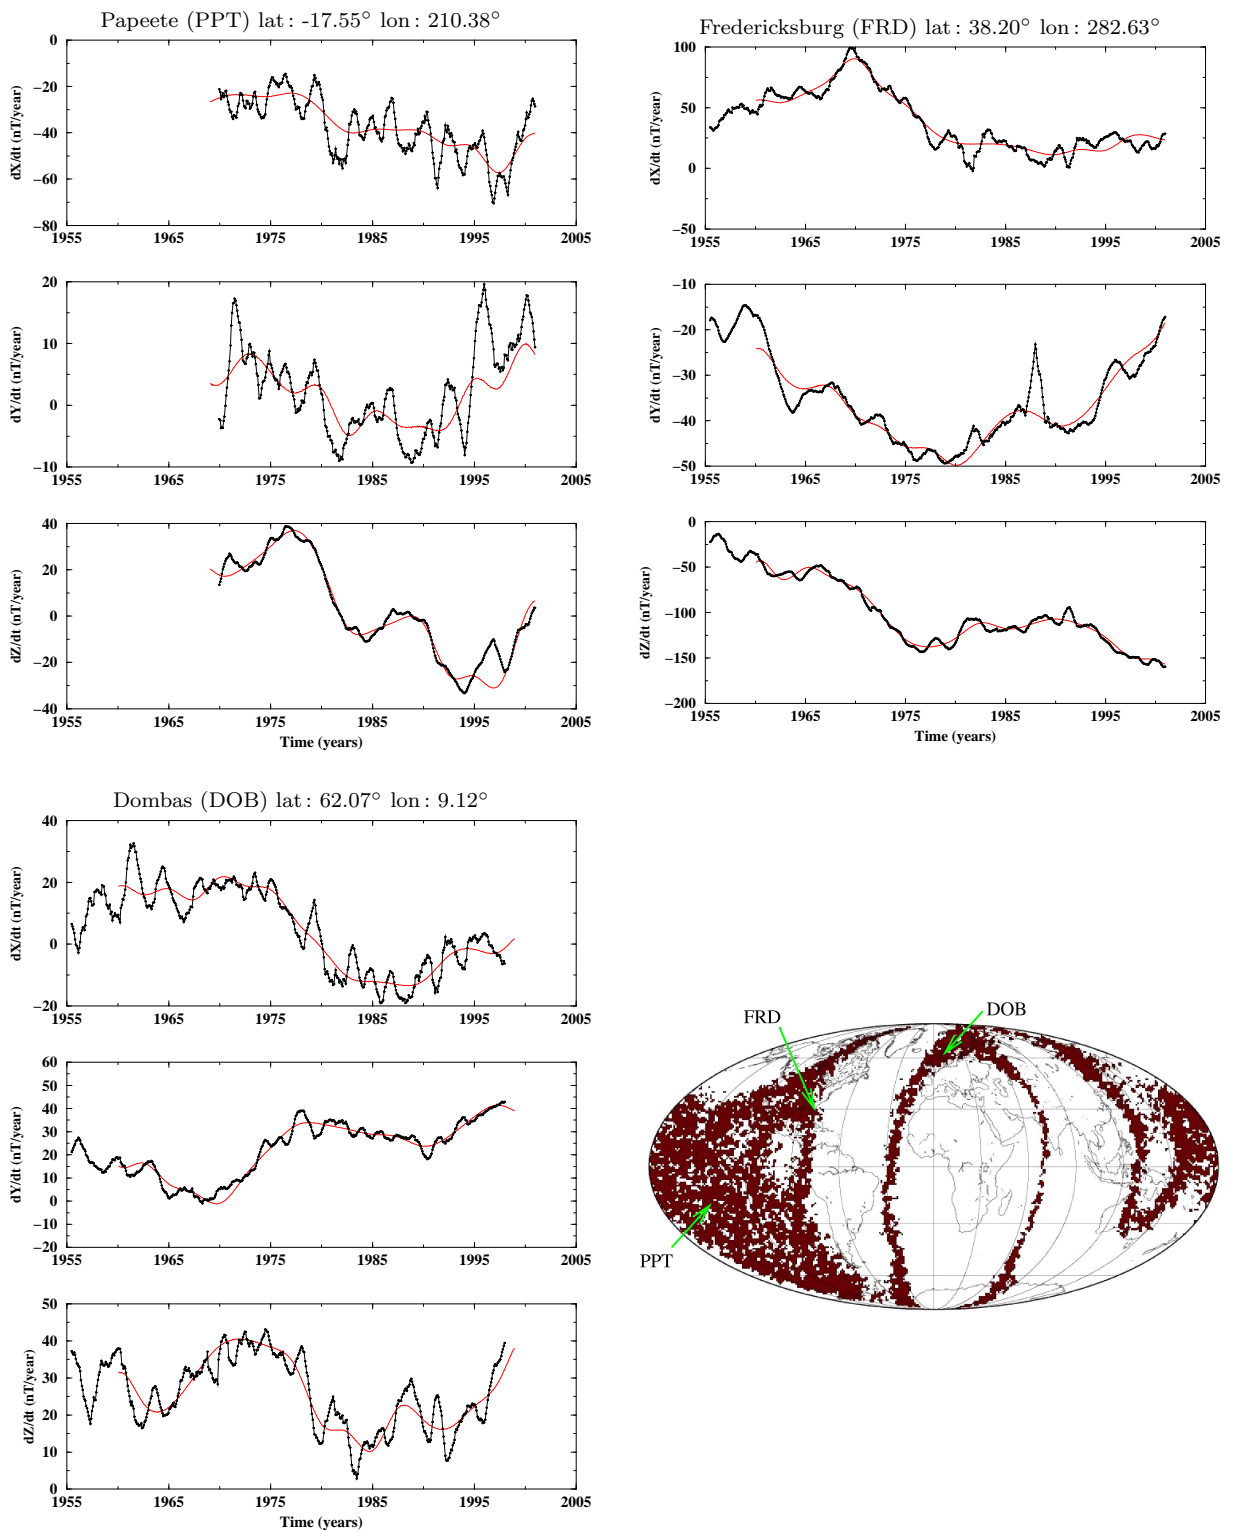 Papeete (PPT) lat: -17.55° lon: 210.38°
0
−20
−40
−60
−80
dX/dt (nT/year)
1955 1965 1975 1985 1995 2005
20
10
0
−10
dY/dt (nT/year)
1955 1965 1975 1985 1995 2005
40
20
0
−20
−40
dZ/dt (nT/year)
1955 1965 1975 1985 1995 2005
Time (years)
Fredericksburg (FRD) lat: 38.20° lon: 282.63°
100
50
0
−50
dX/dt (nT/year)
1955 1965 1975 1985 1995 2005
−10
−20
−30
−40
−50
dY/dt (nT/year)
1955 1965 1975 1985 1995 2005
0
−50
−100
−150
−200
dZ/dt (nT/year)
1955 1965 1975 1985 1995 2005
Time (years)
Dombas (DOB) lat: 62.07° lon: 9.12°
40
20
0
−20
dX/dt (nT/year)
1955 1965 1975 1985 1995 2005
60
50
40
30
20
10
0
−10
−20
dY/dt (nT/year)
1955 1965 1975 1985 1995 2005
50
40
30
20
10
0
dZ/dt (nT/year)
1955 1965 1975 1985 1995 2005
Time (years)
FRD
DOB
PPT